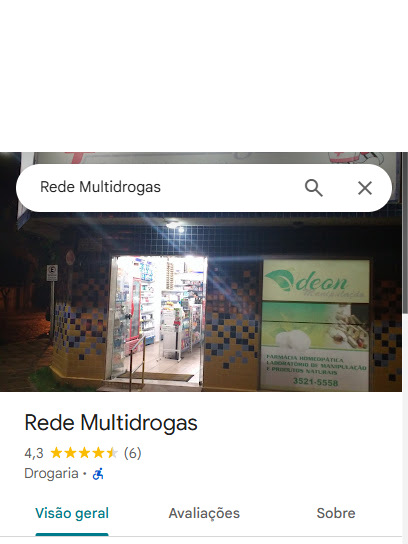 Rede Multidrogas
E
deon
FARMÁCIA HOMEOPÁTICA,
LABORATÓRIO DE MANIPULAÇÃO
E PRODUTOS NATURAIS
3521-5558
Rede Multidrogas
4,3 (6)
Drogaria ·
Visão geral Avaliações Sobre